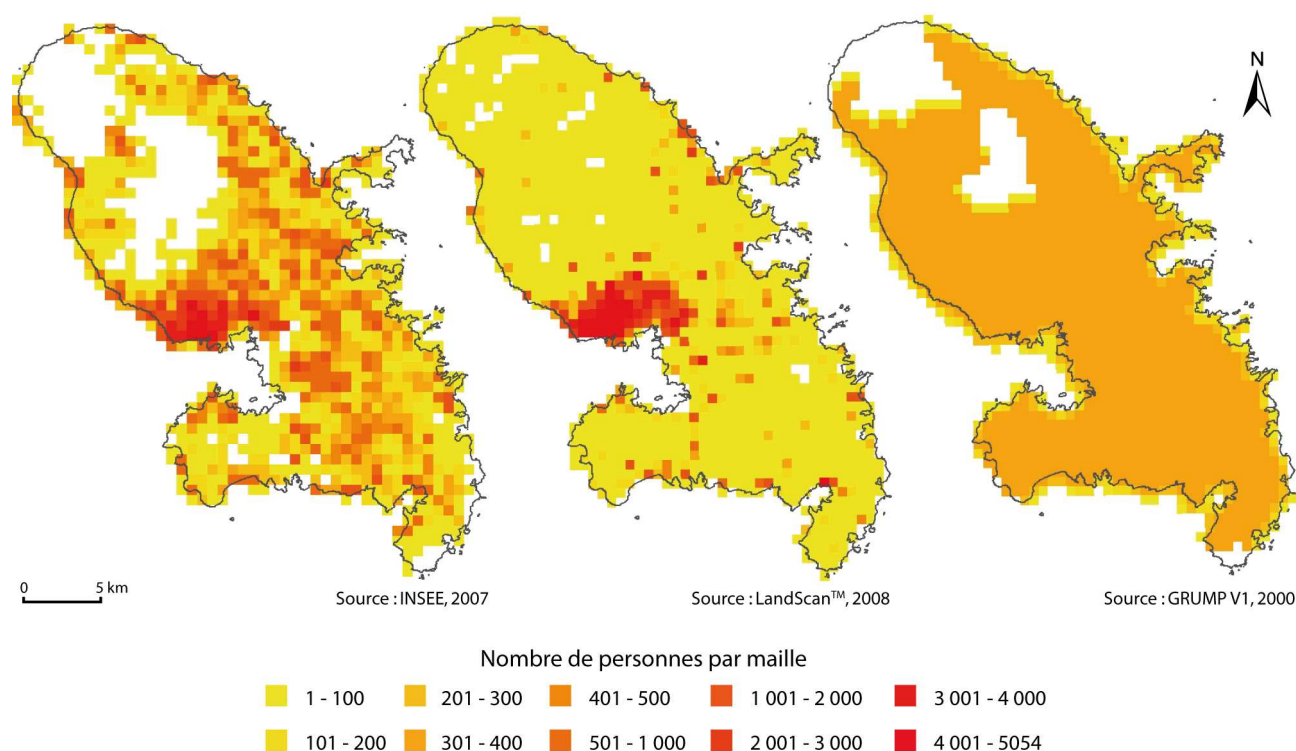 N
0 5 km
Source : INSEE, 2007
Source : LandScan™, 2008
Source : GRUMP V1, 2000
Nombre de personnes par maille
1 - 100 201 - 300 401 - 500 1 001 - 2 000 3 001 - 4 000
101 - 200 301 - 400 501 - 1 000 2 001 - 3 000 4 001 - 5054